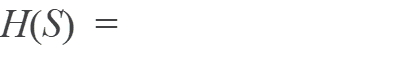 H(S) =